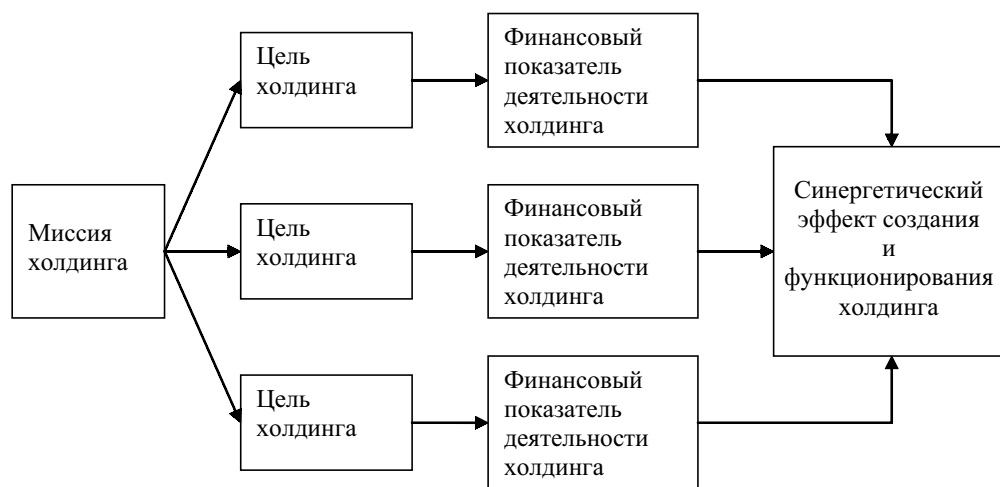 Цель
холдинга
Финансовый
показатель
деятельности
холдинга
Миссия
холдинга
Цель
холдинга
Финансовый
показатель
деятельности
холдинга
Синергетический
эффект создания
и
функционирования
холдинга
Цель
холдинга
Финансовый
показатель
деятельности
холдинга